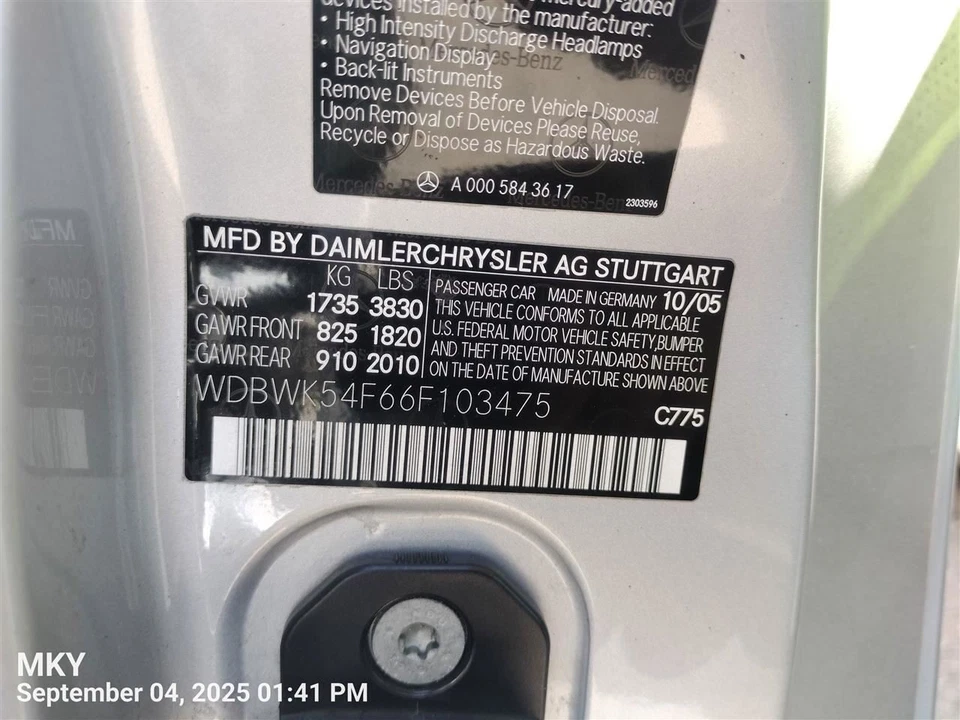 mercury-added
devices installed by the manufacturer:
• High Intensity Discharge Headlamps
• Navigation Display
• Back-lit Instruments
Remove Devices Before Vehicle Disposal.
Upon Removal of Devices Please Reuse,
Recycle or Dispose as Hazardous Waste.
A 000 584 36 17
2303596
MFD BY DAIMLERCHRYSLER AG STUTTGART
KG LBS
GVWR 1735 3830
GAWR FRONT 825 1820
GAWR REAR 910 2010
PASSENGER CAR MADE IN GERMANY 10/05
THIS VEHICLE CONFORMS TO ALL APPLICABLE
U.S. FEDERAL MOTOR VEHICLE SAFETY,BUMPER
AND THEFT PREVENTION STANDARDS IN EFFECT
ON THE DATE OF MANUFACTURE SHOWN ABOVE
WDBWK54F66F103475
C775
MKY
September 04, 2025 01:41 PM